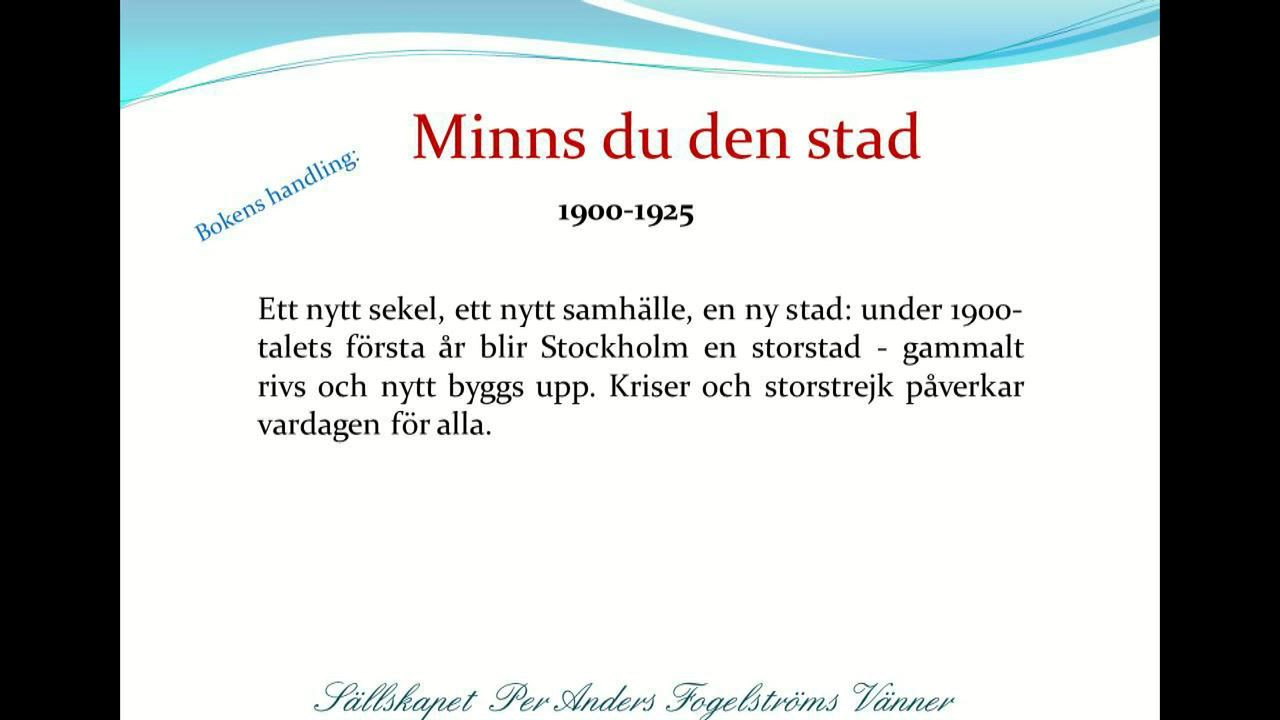 Minns du den stad
Bokens handling:
1900-1925
Ett nytt sekel, ett nytt samhälle, en ny stad: under 1900-
talets första år blir Stockholm en storstad - gammalt
rivs och nytt byggs upp. Kriser och storstrejk påverkar
vardagen för alla.
Sällskapet Per Anders Fogelströms Vänner